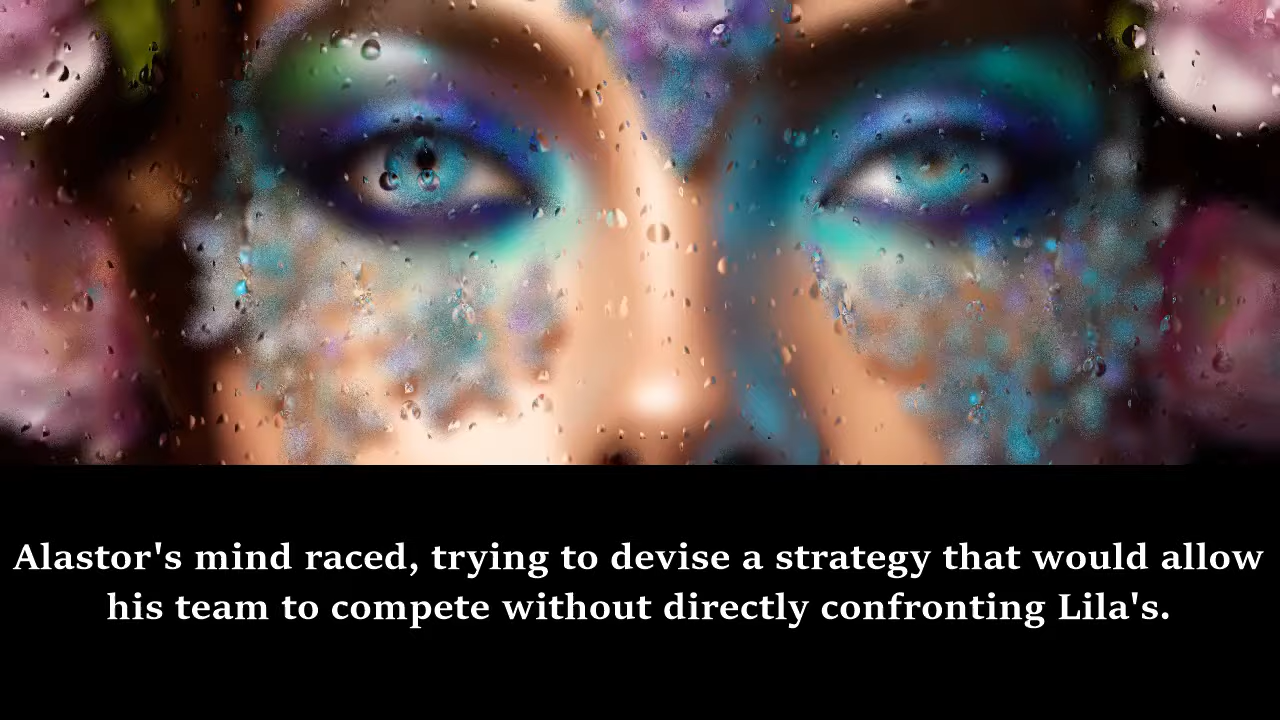 Alastor's mind raced, trying to devise a strategy that would allow
his team to compete without directly confronting Lila's.